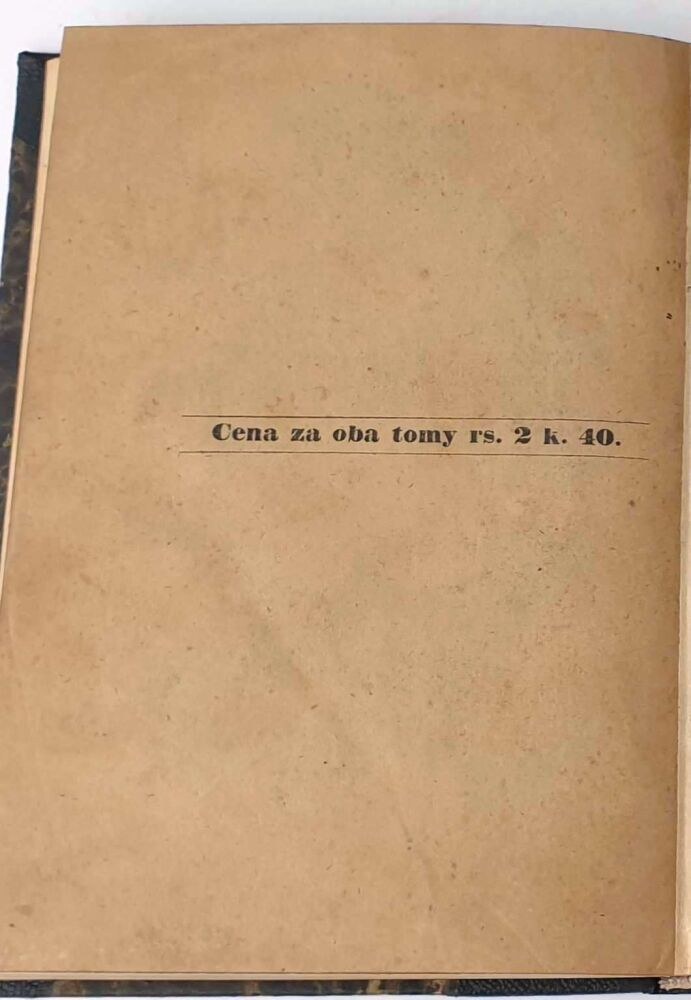 Cena za oba tomy rs. 2 k. 40.